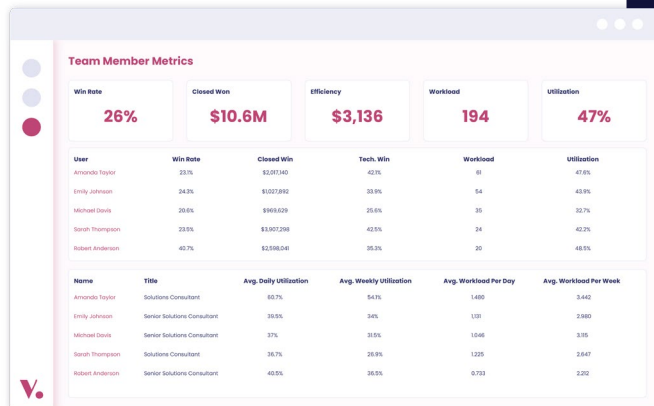 Team Member Metrics
Win Rate Closed Won Efficiency Workload Utilization
26% $10.6M $3,136 194 47%
User Win Rate Closed Win Tech. Win Workload Utilization
Amanda Taylor 23.1% $2,017,140 42.1% 61 47.6%
Emily Johnson 24.3% $1,027,892 33.9% 54 43.9%
Michael Davis 20.6% $969,629 25.6% 35 32.7%
Sarah Thompson 23.5% $3,907,298 42.5% 24 42.2%
Robert Anderson 40.7% $2,598,041 35.3% 20 48.5%
Name Title Avg. Daily Utilization Avg. Weekly Utilization Avg. Workload Per Day Avg. Workload Per Week
Amanda Taylor Solutions Consultant 60.7% 54.1% 1.480 3.442
Emily Johnson Senior Solutions Consultant 39.5% 34% 1,131 2.980
Michael Davis Senior Solutions Consultant 37% 31.5% 1.046 3.115
Sarah Thompson Solutions Consultant 36.7% 26.9% 1.225 2.647
Robert Anderson Senior Solutions Consultant 40.5% 36.5% 0.733 2.212
V.